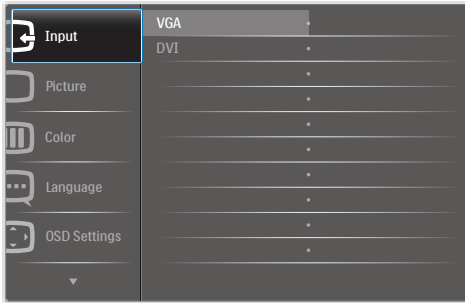 Input
Picture
Color
Language
OSD Settings
VGA
DVI